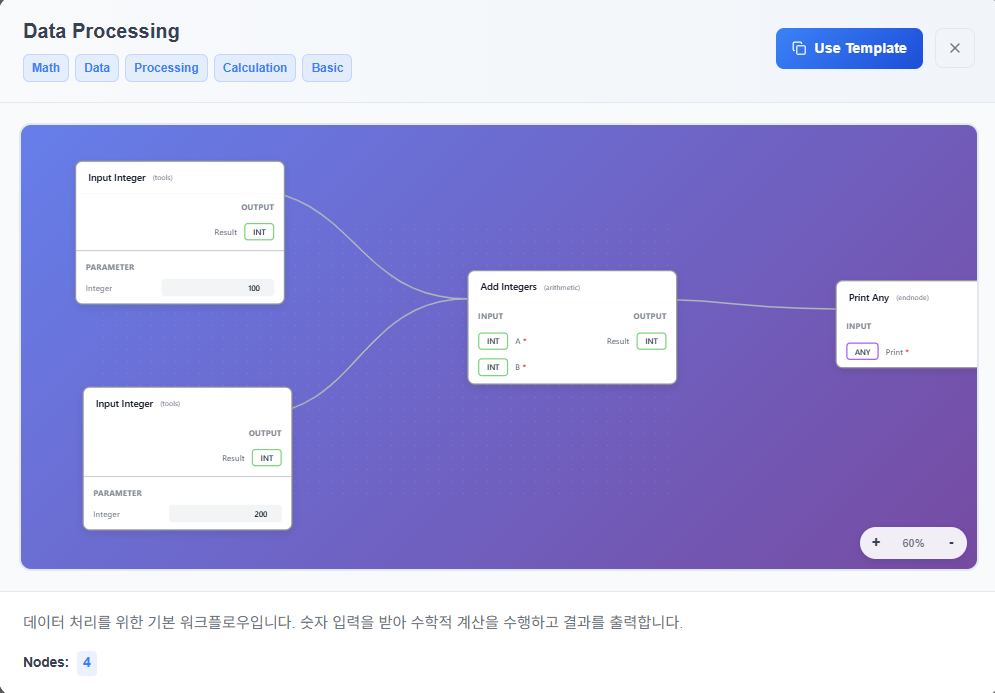 Data Processing
Use Template
Math Data Processing Calculation Basic
Input Integer (tools)
OUTPUT
Result INT
PARAMETER
Integer 100
Input Integer (tools)
OUTPUT
Result INT
PARAMETER
Integer 200
Add Integers (arithmetic)
INPUT OUTPUT
INT A * Result INT
INT B *
Print Any (endnode)
INPUT
ANY Print *
+ 60% -
데이터 처리를 위한 기본 워크플로우입니다. 숫자 입력을 받아 수학적 계산을 수행하고 결과를 출력합니다.
Nodes: 4